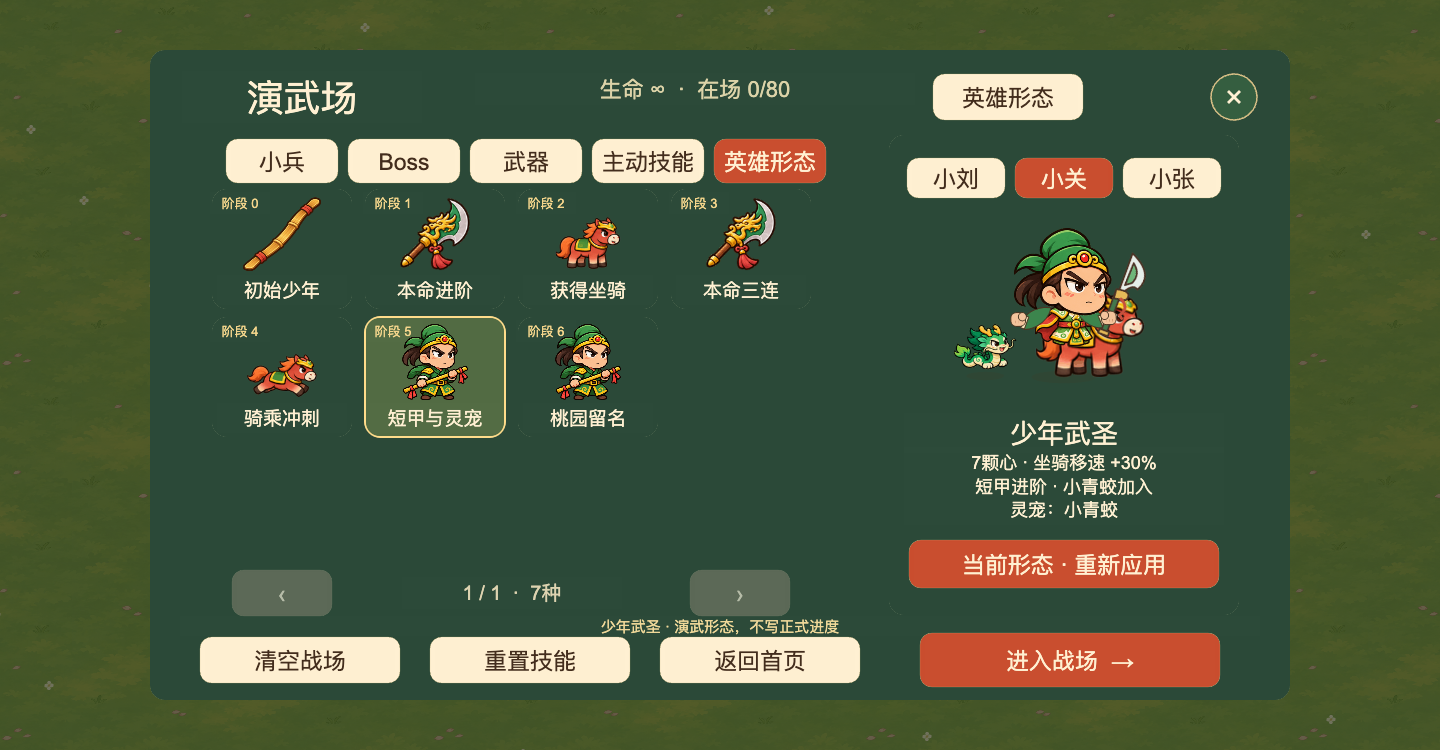 演武场
生命 ∞ · 在场 0/80
英雄形态
×
小兵
Boss
武器
主动技能
英雄形态
阶段 0
初始少年
阶段 1
本命进阶
阶段 2
获得坐骑
阶段 3
本命三连
阶段 4
骑乘冲刺
阶段 5
短甲与灵宠
阶段 6
桃园留名
‹
1 / 1 · 7种
›
少年武圣 · 演武形态，不写正式进度
清空战场
重置技能
返回首页
小刘
小关
小张
少年武圣
7颗心 · 坐骑移速 +30%
短甲进阶 · 小青蛟加入
灵宠：小青蛟
当前形态 · 重新应用
进入战场 →